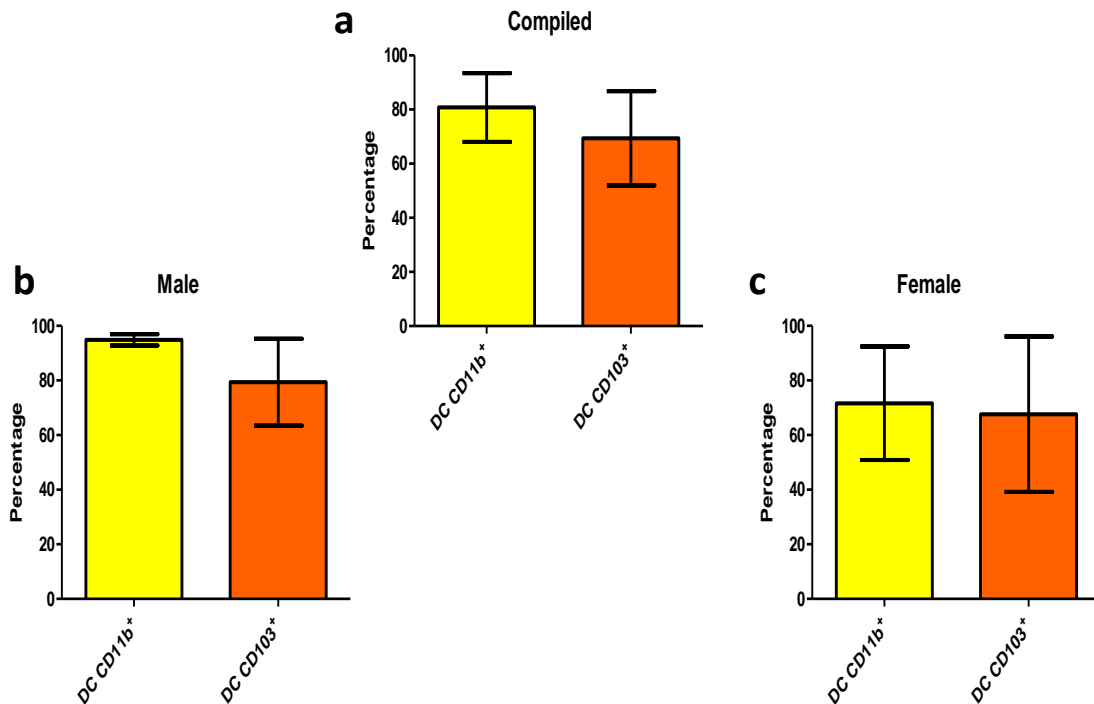 a
Compiled
Percentage
100
80
60
40
20
0
DC CD11b+
DC CD103+
b
Male
Percentage
100
80
60
40
20
0
DC CD11b+
DC CD103+
c
Female
Percentage
100
80
60
40
20
0
DC CD11b+
DC CD103+